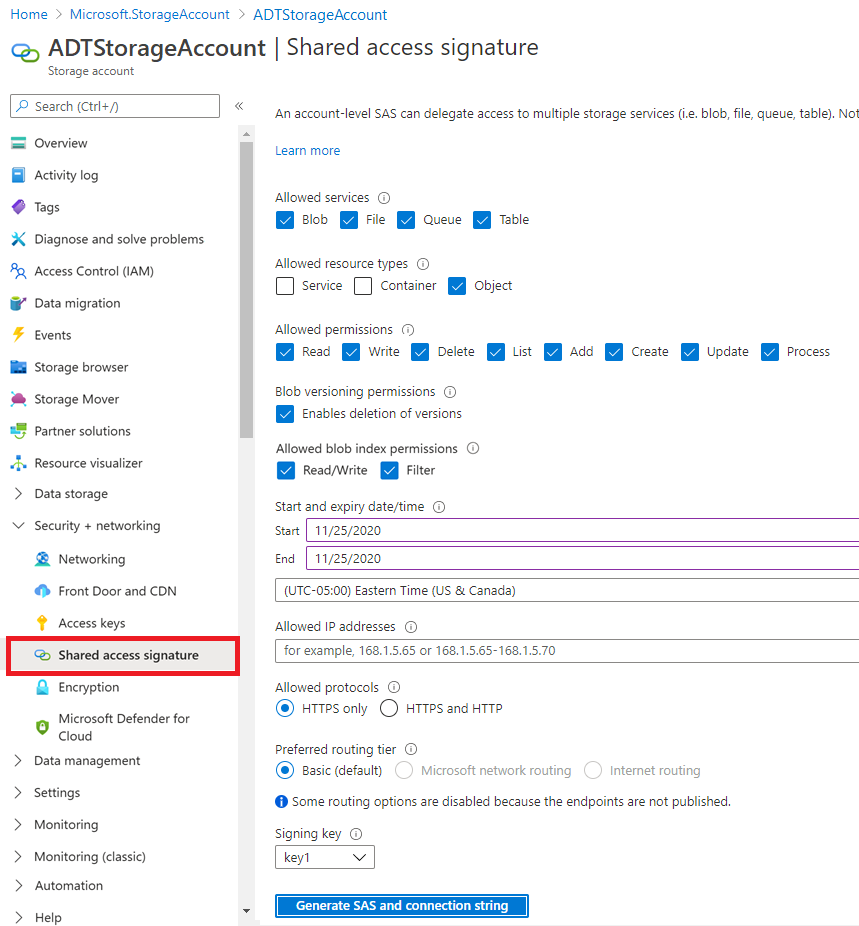 Home > Microsoft.StorageAccount > ADTStorageAccount
ADTStorageAccount | Shared access signature
Storage account
Search (Ctrl+/)
«
Overview
Activity log
Tags
Diagnose and solve problems
Access Control (IAM)
Data migration
Events
Storage browser
Storage Mover
Partner solutions
Resource visualizer
Data storage
Security + networking
Networking
Front Door and CDN
Access keys
Shared access signature
Encryption
Microsoft Defender for
Cloud
Data management
Settings
Monitoring
Monitoring (classic)
Automation
Help
An account-level SAS can delegate access to multiple storage services (i.e. blob, file, queue, table). Not
Learn more
Allowed services
Blob File Queue Table
Allowed resource types
Service Container Object
Allowed permissions
Read Write Delete List Add Create Update Process
Blob versioning permissions
Enables deletion of versions
Allowed blob index permissions
Read/Write Filter
Start and expiry date/time
Start 11/25/2020
End 11/25/2020
(UTC-05:00) Eastern Time (US & Canada)
Allowed IP addresses
for example, 168.1.5.65 or 168.1.5.65-168.1.5.70
Allowed protocols
HTTPS only HTTPS and HTTP
Preferred routing tier
Basic (default) Microsoft network routing Internet routing
Some routing options are disabled because the endpoints are not published.
Signing key
key1
Generate SAS and connection string